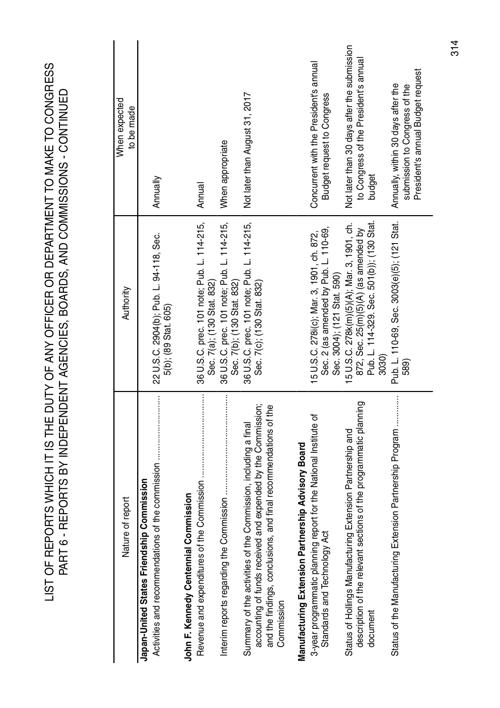 LIST OF REPORTS WHICH IT IS THE DUTY OF ANY OFFICER OR DEPARTMENT TO MAKE TO CONGRESS
PART 6 - REPORTS BY INDEPENDENT AGENCIES, BOARDS, AND COMMISSIONS - CONTINUED
Nature of report
Authority
When expected
to be made
Japan-United States Friendship Commission
Activities and recommendations of the commission ........................
22 U.S.C. 2904(b); Pub. L. 94-118, Sec.
5(b); (89 Stat. 605)
Annually
John F. Kennedy Centennial Commission
Revenue and expenditures of the Commission ..............................
36 U.S.C. prec. 101 note; Pub. L. 114-215,
Sec. 7(a); (130 Stat. 832)
Annual
Interim reports regarding the Commission ....................................
36 U.S.C. prec. 101 note; Pub. L. 114-215,
Sec. 7(b); (130 Stat. 832)
When appropriate
Summary of the activities of the Commission, including a final
accounting of funds received and expended by the Commission;
and the findings, conclusions, and final recommendations of the
Commission
36 U.S.C. prec. 101 note; Pub. L. 114-215,
Sec. 7(c); (130 Stat. 832)
Not later than August 31, 2017
Manufacturing Extension Partnership Advisory Board
3-year programmatic planning report for the National Institute of
Standards and Technology Act
15 U.S.C. 278i(c); Mar. 3, 1901, ch. 872,
Sec. 2 (as amended by Pub. L. 110-69,
Sec. 3004); (121 Stat. 590)
Concurrent with the President's annual
Budget request to Congress
Status of Hollings Manufacturing Extension Partnership and
description of the relevant sections of the programmatic planning
document
15 U.S.C. 278k(m)(5)(A); Mar. 3, 1901, ch.
872, Sec. 25(m)(5)(A) (as amended by
Pub. L. 114-329. Sec. 501(b)); (130 Stat.
3030)
Not later than 30 days after the submission
to Congress of the President's annual
budget
Status of the Manufacturing Extension Partnership Program ............
Pub. L. 110-69, Sec. 3003(e)(5); (121 Stat.
589)
Annually, within 30 days after the
submission to Congress of the
President's annual Budget request
314